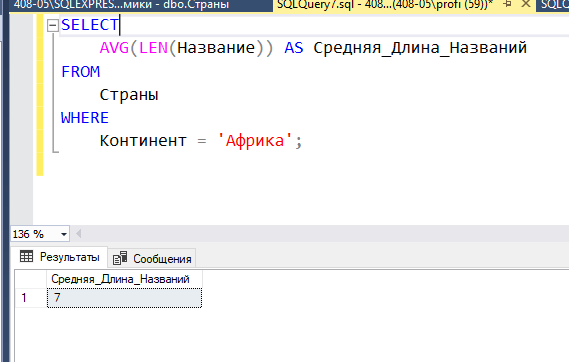 408-05\SQLEXPRES...мики - dbo.Страны
SQLQuery7.sql - 408...(408-05\profi (59))*
SQLQ
SELECT
AVG(LEN(Название)) AS Средняя_Длина_Названий
FROM
Страны
WHERE
Континент = 'Африка';
136 %
Результаты
Сообщения
Средняя_Длина_Названий
1
7